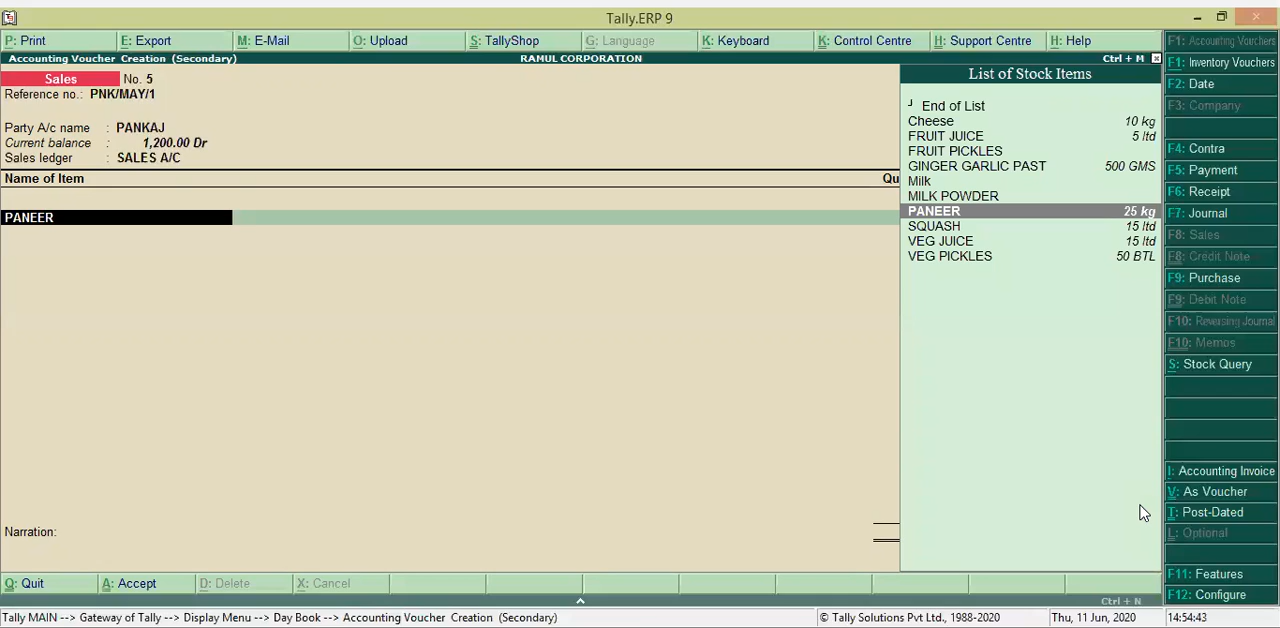 Tally.ERP 9
P: Print E: Export M: E-Mail O: Upload S: TallyShop G: Language K: Keyboard K: Control Centre H: Support Centre H: Help
Accounting Voucher Creation (Secondary) RAMUL CORPORATION Ctrl + M
Sales No. 5
Reference no.: PNK/MAY/1
Party A/c name : PANKAJ
Current balance : 1,200.00 Dr
Sales ledger : SALES A/C
Name of Item Qu
PANEER
Narration:
List of Stock Items
End of List
Cheese 10 kg
FRUIT JUICE 5 ltd
FRUIT PICKLES
GINGER GARLIC PAST 500 GMS
Milk
MILK POWDER
PANEER 25 kg
SQUASH 15 ltd
VEG JUICE 15 ltd
VEG PICKLES 50 BTL
F1: Accounting Vouchers
F1: Inventory Vouchers
F2: Date
F3: Company
F4: Contra
F5: Payment
F6: Receipt
F7: Journal
F8: Sales
F8: Credit Note
F9: Purchase
F9: Debit Note
F10: Reversing Journal
F10: Memos
S: Stock Query
I: Accounting Invoice
V: As Voucher
T: Post-Dated
L: Optional
F11: Features
F12: Configure
Q: Quit A: Accept D: Delete X: Cancel
Ctrl + N
Tally MAIN --> Gateway of Tally --> Display Menu --> Day Book --> Accounting Voucher Creation (Secondary) © Tally Solutions Pvt Ltd., 1988-2020 Thu, 11 Jun, 2020 14:54:43